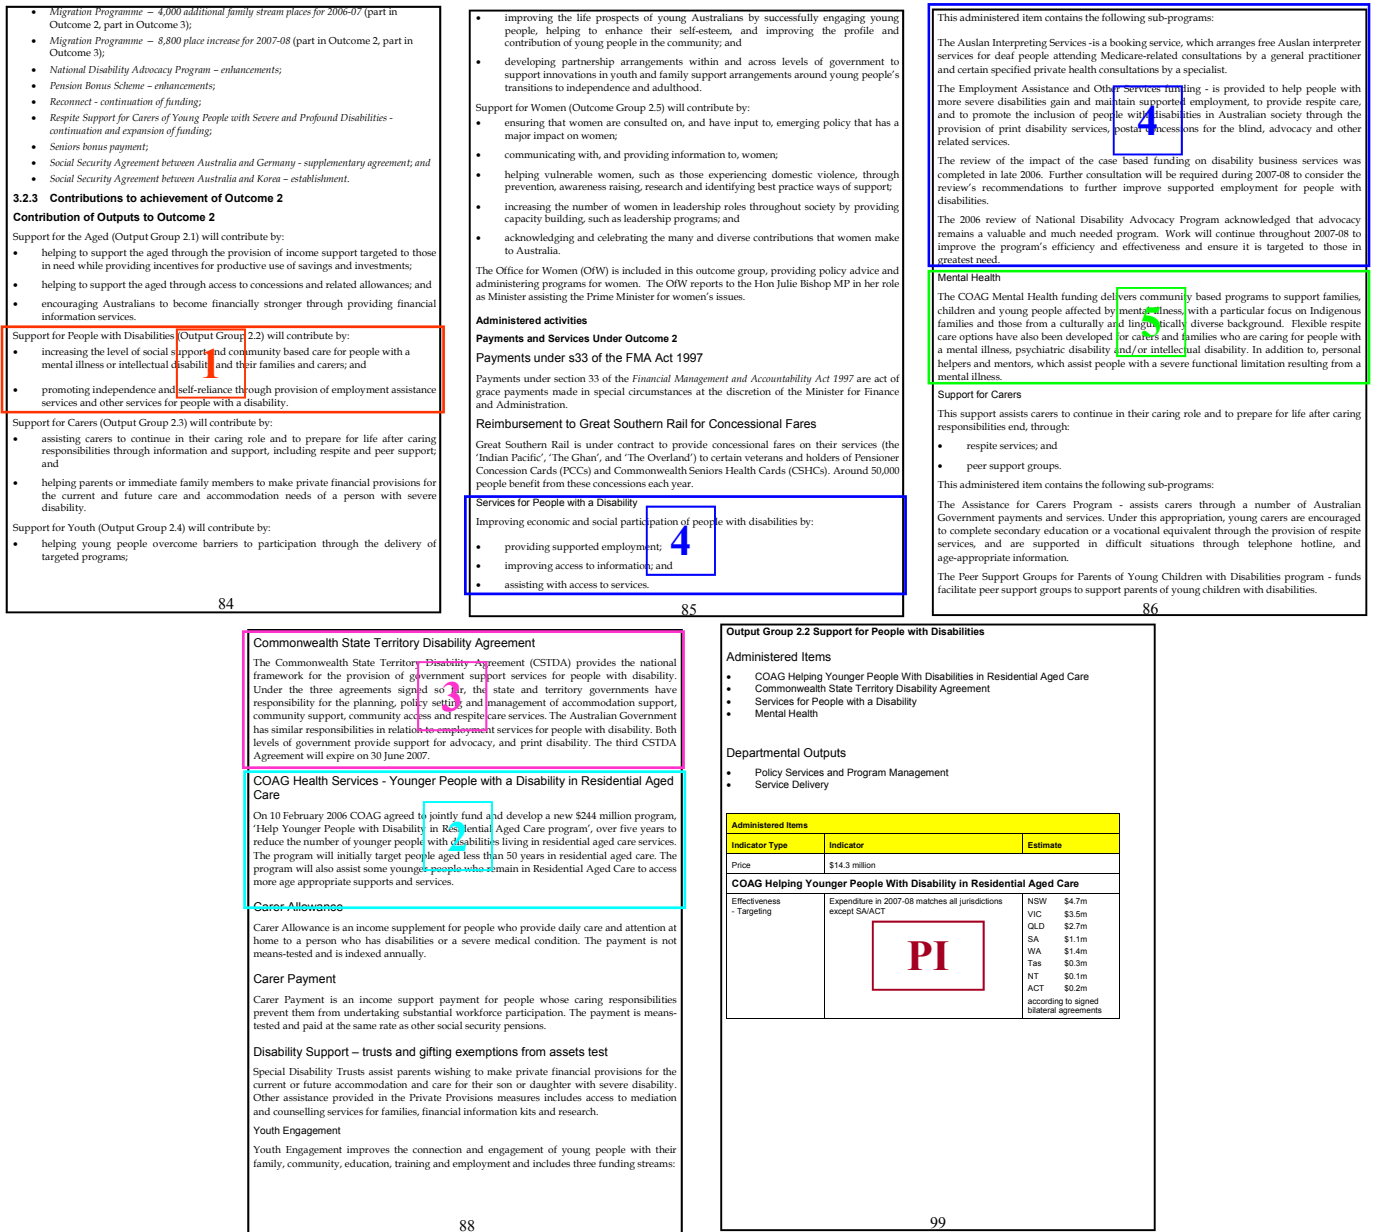 • Migration Programme – 4,000 additional family stream places for 2006-07 (part in
Outcome 2, part in Outcome 3);
• Migration Programme – 8,800 place increase for 2007-08 (part in Outcome 2, part in
Outcome 3);
• National Disability Advocacy Program – enhancements;
• Pension Bonus Scheme – enhancements;
• Reconnect - continuation of funding;
• Respite Support for Carers of Young People with Severe and Profound Disabilities -
continuation and expansion of funding;
• Seniors bonus payment;
• Social Security Agreement between Australia and Germany - supplementary agreement; and
• Social Security Agreement between Australia and Korea – establishment.
3.2.3 Contributions to achievement of Outcome 2
Contribution of Outputs to Outcome 2
Support for the Aged (Output Group 2.1) will contribute by:
• helping to support the aged through the provision of income support targeted to those
in need while providing incentives for productive use of savings and investments;
• helping to support the aged through access to concessions and related allowances; and
• encouraging Australians to become financially stronger through providing financial
information services.
Support for People with Disabilities (Output Group 2.2) will contribute by:
• increasing the level of social support and community based care for people with a
mental illness or intellectual disability and their families and carers; and
• promoting independence and self-reliance through provision of employment assistance
services and other services for people with a disability.
1
Support for Carers (Output Group 2.3) will contribute by:
• assisting carers to continue in their caring role and to prepare for life after caring
responsibilities through information and support, including respite and peer support;
and
• helping parents or immediate family members to make private financial provisions for
the current and future care and accommodation needs of a person with severe
disability.
Support for Youth (Output Group 2.4) will contribute by:
• helping young people overcome barriers to participation through the delivery of
targeted programs;
84
• improving the life prospects of young Australians by successfully engaging young
people, helping to enhance their self-esteem, and improving the profile and
contribution of young people in the community; and
• developing partnership arrangements within and across levels of government to
support innovations in youth and family support arrangements around young people's
transitions to independence and adulthood.
Support for Women (Outcome Group 2.5) will contribute by:
• ensuring that women are consulted on, and have input to, emerging policy that has a
major impact on women;
• communicating with, and providing information to, women;
• helping vulnerable women, such as those experiencing domestic violence, through
prevention, awareness raising, research and identifying best practice ways of support;
• increasing the number of women in leadership roles throughout society by providing
capacity building, such as leadership programs; and
• acknowledging and celebrating the many and diverse contributions that women make
to Australia.
The Office for Women (OfW) is included in this outcome group, providing policy advice and
administering programs for women. The OfW reports to the Hon Julie Bishop MP in her role
as Minister assisting the Prime Minister for women's issues.
Administered activities
Payments and Services Under Outcome 2
Payments under s33 of the FMA Act 1997
Payments under section 33 of the Financial Management and Accountability Act 1997 are act of
grace payments made in special circumstances at the discretion of the Minister for Finance
and Administration.
Reimbursement to Great Southern Rail for Concessional Fares
Great Southern Rail is under contract to provide concessional fares on their services (the
'Indian Pacific', 'The Ghan', and 'The Overland') to certain veterans and holders of Pensioner
Concession Cards (PCCs) and Commonwealth Seniors Health Cards (CSHCs). Around 50,000
people benefit from these concessions each year.
Services for People with a Disability
Improving economic and social participation of people with disabilities by:
• providing supported employment;
• improving access to information; and
• assisting with access to services.
4
85
This administered item contains the following sub-programs:
The Auslan Interpreting Services -is a booking service, which arranges free Auslan interpreter
services for deaf people attending Medicare-related consultations by a general practitioner
and certain specified private health consultations by a specialist.
The Employment Assistance and Other Services funding - is provided to help people with
more severe disabilities gain and maintain supported employment, to provide respite care,
and to promote the inclusion of people with disabilities in Australian society through the
provision of print disability services, postal concessions for the blind, advocacy and other
related services.
4
The review of the impact of the case based funding on disability business services was
completed in late 2006. Further consultation will be required during 2007-08 to consider the
review's recommendations to further improve supported employment for people with
disabilities.
The 2006 review of National Disability Advocacy Program acknowledged that advocacy
remains a valuable and much needed program. Work will continue throughout 2007-08 to
improve the program's efficiency and effectiveness and ensure it is targeted to those in
greatest need.
Mental Health
The COAG Mental Health funding delivers community based programs to support families,
children and young people affected by mental illness, with a particular focus on Indigenous
families and those from a culturally and linguistically diverse background. Flexible respite
care options have also been developed for carers and families who are caring for people with
a mental illness, psychiatric disability and/or intellectual disability. In addition to, personal
helpers and mentors, which assist people with a severe functional limitation resulting from a
mental illness.
5
Support for Carers
This support assists carers to continue in their caring role and to prepare for life after caring
responsibilities end, through:
• respite services; and
• peer support groups.
This administered item contains the following sub-programs:
The Assistance for Carers Program - assists carers through a number of Australian
Government payments and services. Under this appropriation, young carers are encouraged
to complete secondary education or a vocational equivalent through the provision of respite
services, and are supported in difficult situations through telephone hotline, and
age-appropriate information.
The Peer Support Groups for Parents of Young Children with Disabilities program - funds
facilitate peer support groups to support parents of young children with disabilities.
86
Commonwealth State Territory Disability Agreement
The Commonwealth State Territory Disability Agreement (CSTDA) provides the national
framework for the provision of government support services for people with disability.
Under the three agreements signed so far, the state and territory governments have
responsibility for the planning, policy setting and management of accommodation support,
community support, community access and respite care services. The Australian Government
has similar responsibilities in relation to employment services for people with disability. Both
levels of government provide support for advocacy, and print disability. The third CSTDA
Agreement will expire on 30 June 2007.
3
COAG Health Services - Younger People with a Disability in Residential Aged
Care
On 10 February 2006 COAG agreed to jointly fund and develop a new $244 million program,
'Help Younger People with Disability in Residential Aged Care program', over five years to
reduce the number of younger people with disabilities living in residential aged care services.
The program will initially target people aged less than 50 years in residential aged care. The
program will also assist some younger people who remain in Residential Aged Care to access
more age appropriate supports and services.
2
Carer Allowance
Carer Allowance is an income supplement for people who provide daily care and attention at
home to a person who has disabilities or a severe medical condition. The payment is not
means-tested and is indexed annually.
Carer Payment
Carer Payment is an income support payment for people whose caring responsibilities
prevent them from undertaking substantial workforce participation. The payment is means-
tested and paid at the same rate as other social security pensions.
Disability Support – trusts and gifting exemptions from assets test
Special Disability Trusts assist parents wishing to make private financial provisions for the
current or future accommodation and care for their son or daughter with severe disability.
Other assistance provided in the Private Provisions measures includes access to mediation
and counselling services for families, financial information kits and research.
Youth Engagement
Youth Engagement improves the connection and engagement of young people with their
family, community, education, training and employment and includes three funding streams:
88
Output Group 2.2 Support for People with Disabilities
Administered Items
• COAG Helping Younger People With Disabilities in Residential Aged Care
• Commonwealth State Territory Disability Agreement
• Services for People with a Disability
• Mental Health
Departmental Outputs
• Policy Services and Program Management
• Service Delivery
Administered Items
Indicator Type Indicator Estimate
Price $14.3 million
COAG Helping Younger People With Disability in Residential Aged Care
Effectiveness Expenditure in 2007-08 matches all jurisdictions NSW $4.7m
- Targeting except SA/ACT VIC $3.5m
QLD $2.7m
SA $1.1m
WA $1.4m
Tas $0.3m
NT $0.1m
ACT $0.2m
according to signed
bilateral agreements
PI
99